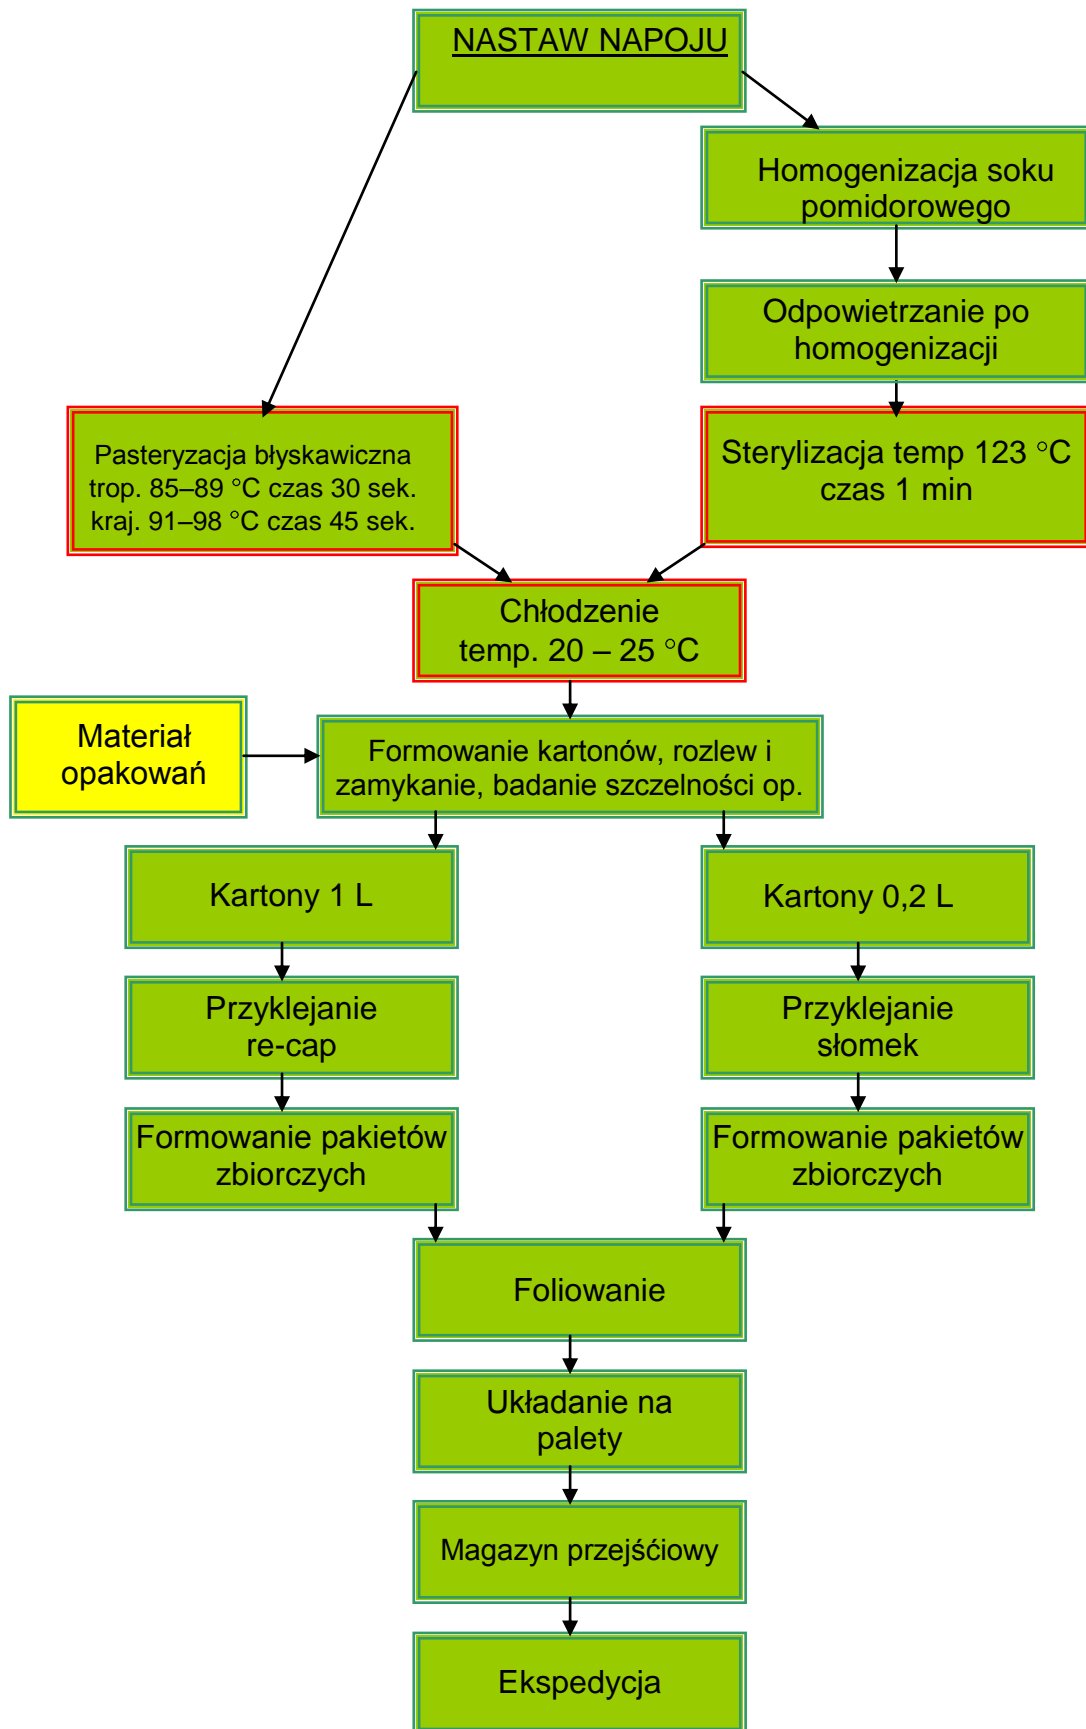 NASTAW NAPOJU
Homogenizacja soku
pomidorowego
Odpowietrzanie po
homogenizacji
Pasteryzacja błyskawiczna
trop. 85–89 °C czas 30 sek.
kraj. 91–98 °C czas 45 sek.
Sterylizacja temp 123 °C
czas 1 min
Chłodzenie
temp. 20 – 25 °C
Materiał
opakowań
Formowanie kartonów, rozlew i
zamykanie, badanie szczelności op.
Kartony 1 L
Kartony 0,2 L
Przyklejanie
re-cap
Przyklejanie
słomek
Formowanie pakietów
zbiorczych
Formowanie pakietów
zbiorczych
Foliowanie
Układanie na
palety
Magazyn przejśćiowy
Ekspedycja